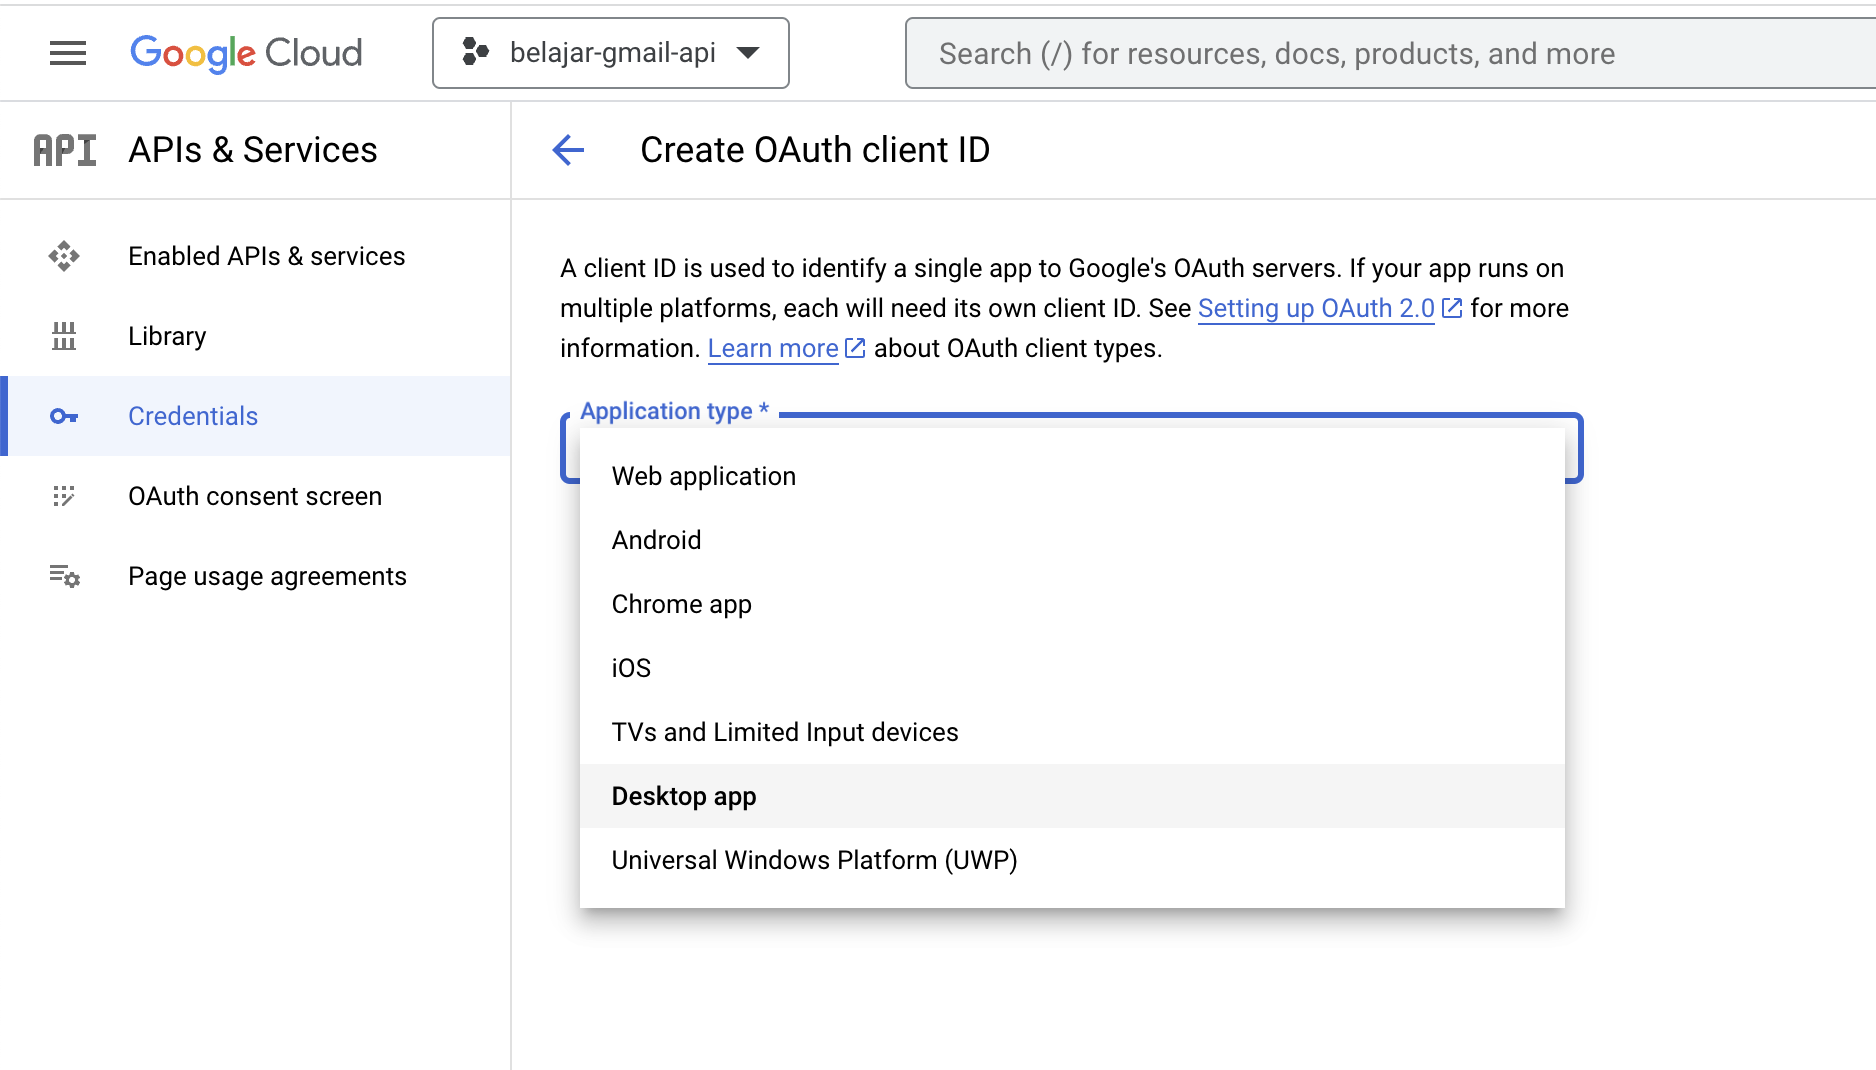 Google Cloud
belajar-gmail-api
Search (/) for resources, docs, products, and more
API
APIs & Services
Create OAuth client ID
Enabled APIs & services
Library
Credentials
OAuth consent screen
Page usage agreements
A client ID is used to identify a single app to Google's OAuth servers. If your app runs on
multiple platforms, each will need its own client ID. See Setting up OAuth 2.0 for more
information. Learn more about OAuth client types.
Application type *
Web application
Android
Chrome app
iOS
TVs and Limited Input devices
Desktop app
Universal Windows Platform (UWP)